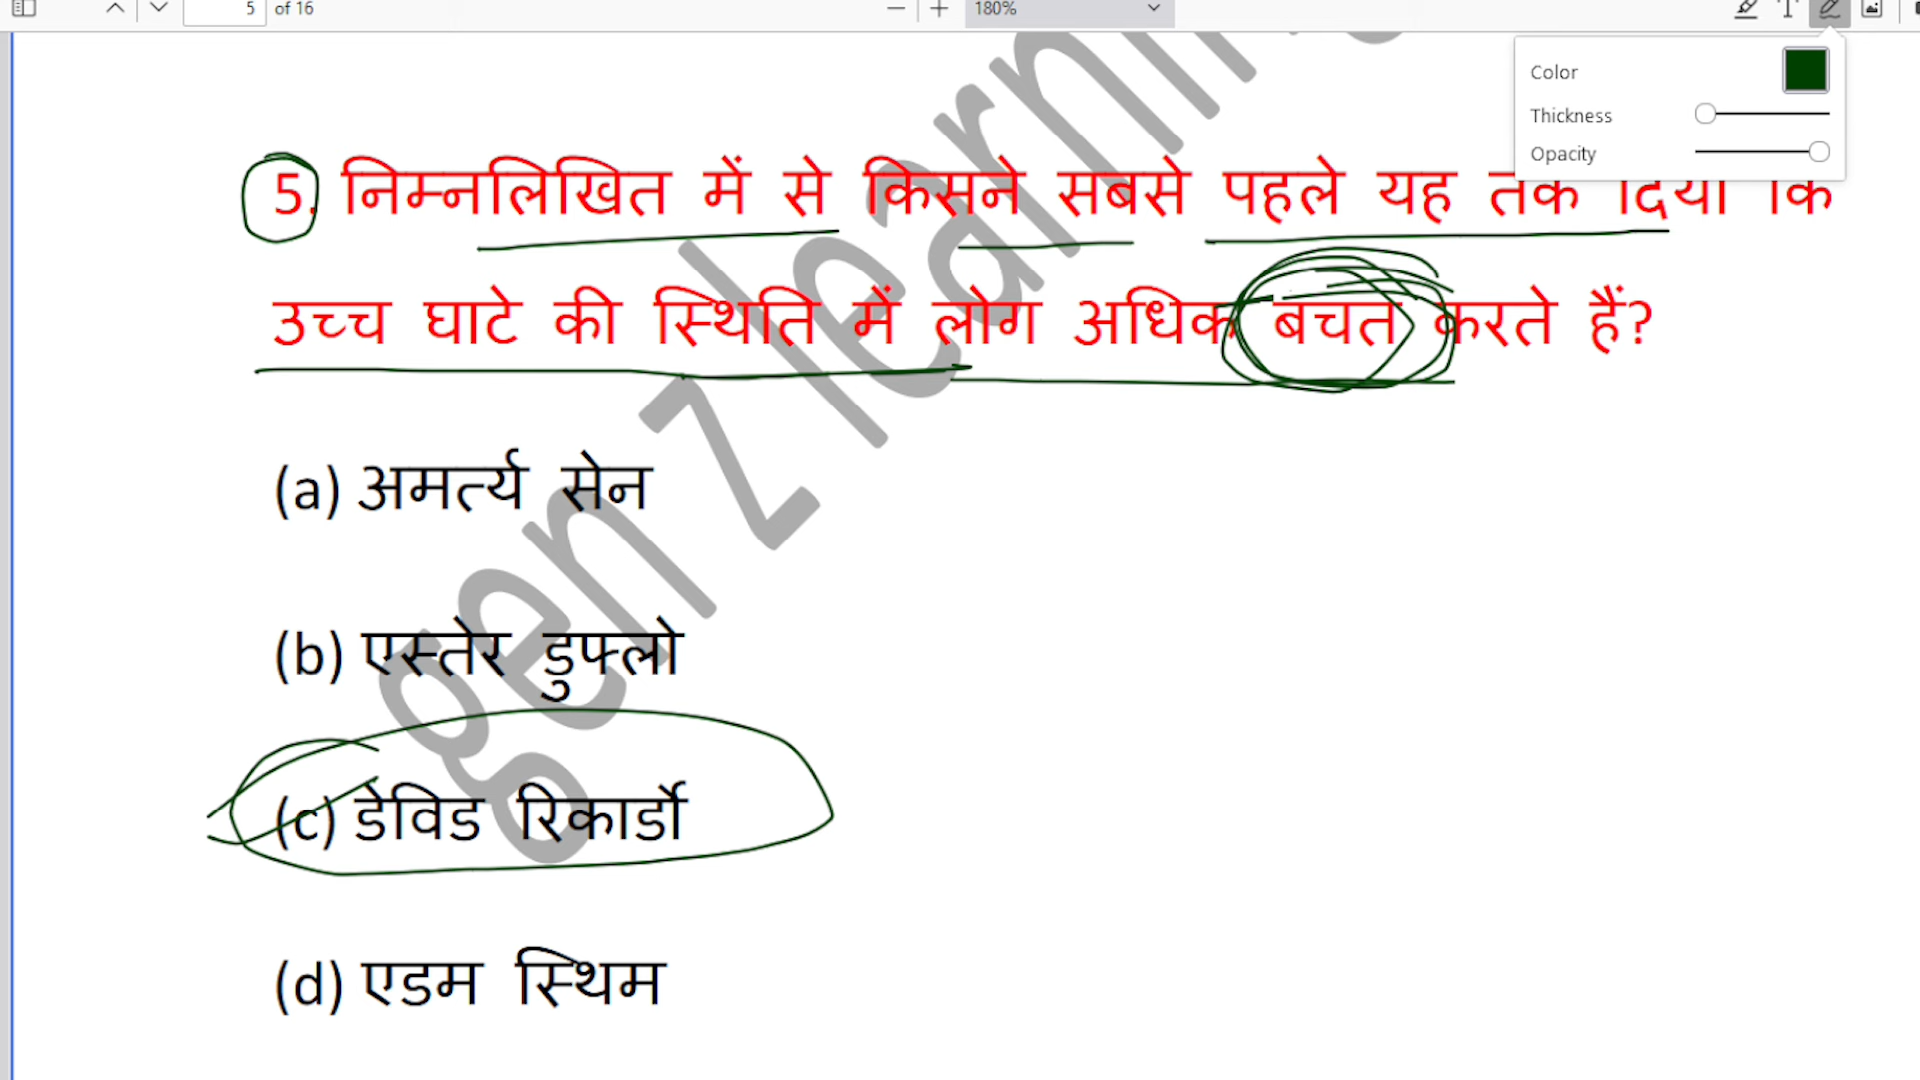 5 of 16 180%
Color
Thickness
Opacity
5. निम्नलिखित में से किसने सबसे पहले यह तर्क दिया कि
उच्च घाटे की स्थिति में लोग अधिक बचत करते हैं?
(a) अमर्त्य सेन
(b) एस्तेर डुफ्लो
(c) डेविड रिकार्डो
(d) एडम स्थिम
gen z learni